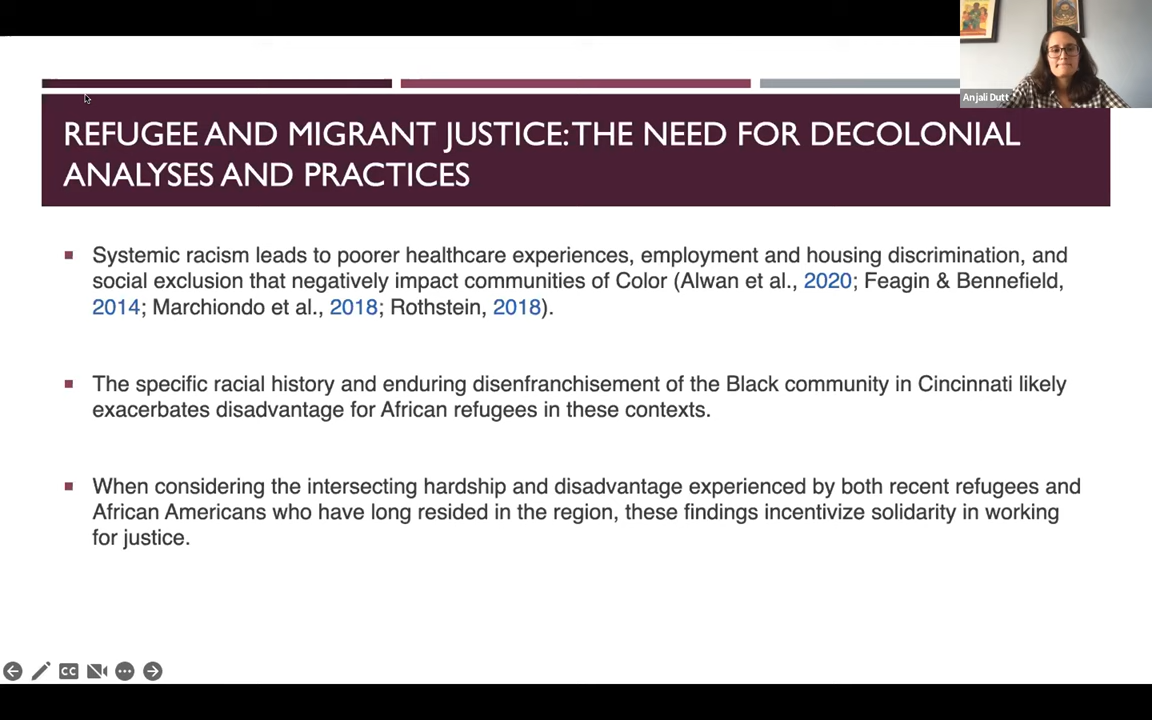 Anjali Dutt
REFUGEE AND MIGRANT JUSTICE: THE NEED FOR DECOLONIAL
ANALYSES AND PRACTICES
Systemic racism leads to poorer healthcare experiences, employment and housing discrimination, and
social exclusion that negatively impact communities of Color (Alwan et al., 2020; Feagin & Bennefield,
2014; Marchiondo et al., 2018; Rothstein, 2018).
The specific racial history and enduring disenfranchisement of the Black community in Cincinnati likely
exacerbates disadvantage for African refugees in these contexts.
When considering the intersecting hardship and disadvantage experienced by both recent refugees and
African Americans who have long resided in the region, these findings incentivize solidarity in working
for justice.
CC